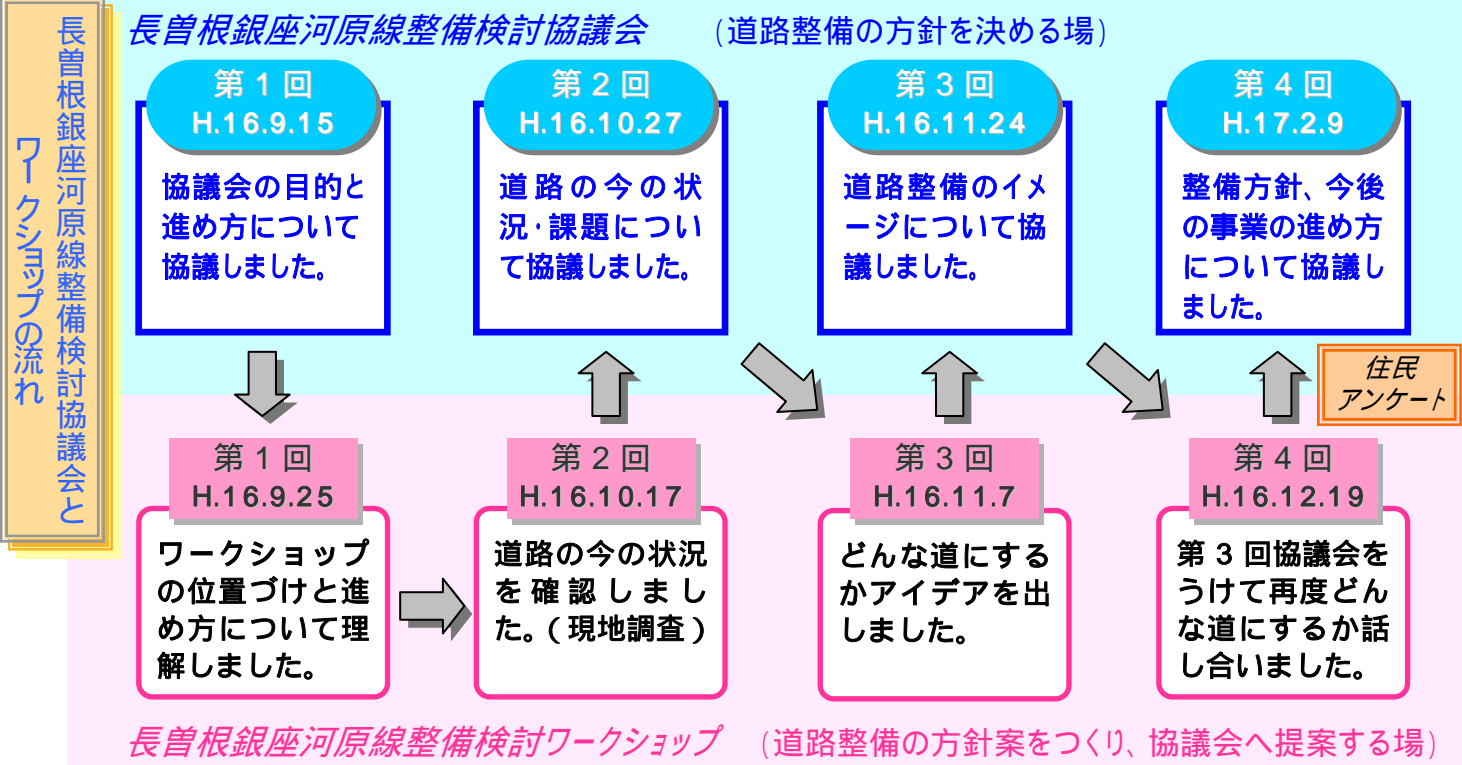 長曽根銀座河原線整備検討協議会と
ワークショップの流れ
長曽根銀座河原線整備検討協議会 (道路整備の方針を決める場)
第1回
H.16.9.15
協議会の目的と
進め方について
協議しました。
第2回
H.16.10.27
道路の今の状
況・課題につい
て協議しました。
第3回
H.16.11.24
道路整備のイメ
ージについて協
議しました。
第4回
H.17.2.9
整備方針、今後
の事業の進め方
について協議し
ました。
住民
アンケート
第1回
H.16.9.25
ワークショップ
の位置づけと進
め方について理
解しました。
第2回
H.16.10.17
道路の今の状況
を確認しまし
た。(現地調査)
第3回
H.16.11.7
どんな道にする
かアイデアを出
しました。
第4回
H.16.12.19
第3回協議会を
うけて再度どん
な道にするか話
し合いました。
長曽根銀座河原線整備検討ワークショップ (道路整備の方針案をつくり、協議会へ提案する場)